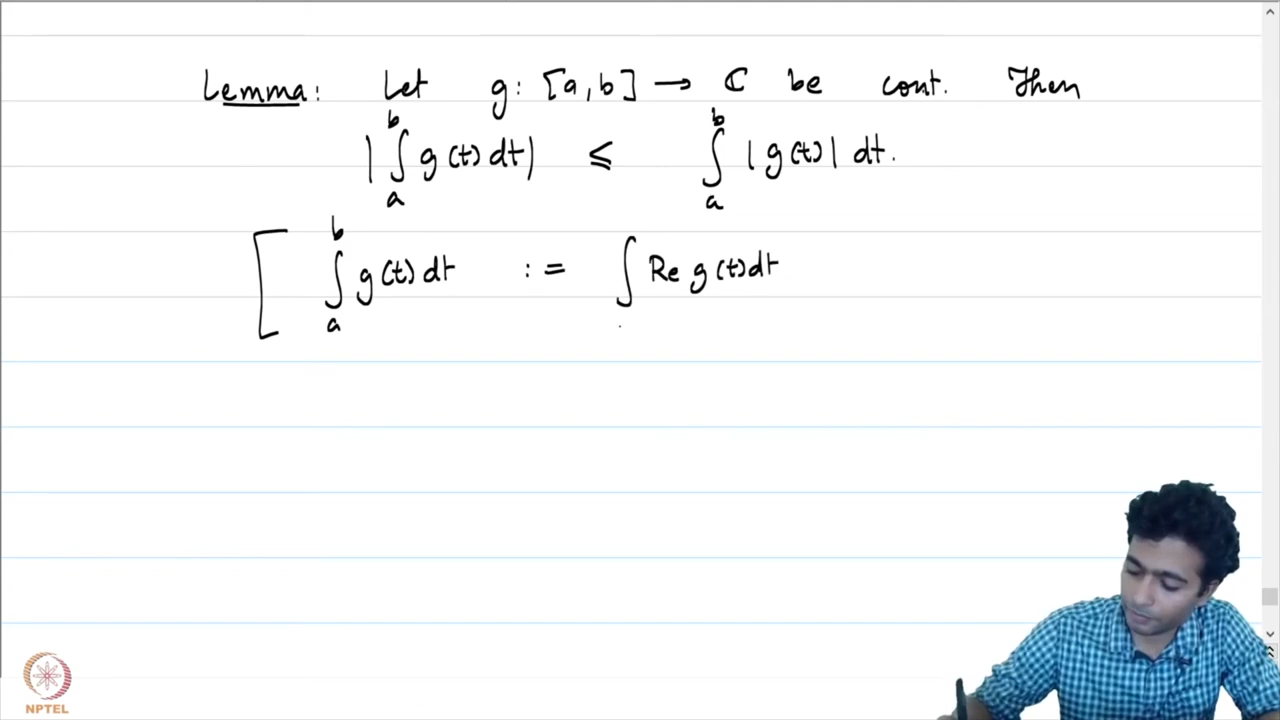 Lemma: Let g: [a,b] → ℂ be cont. Then
|∫_a^b g(t) dt| ≤ ∫_a^b |g(t)| dt.
[ ∫_a^b g(t) dt := ∫ Re g(t) dt
NPTEL